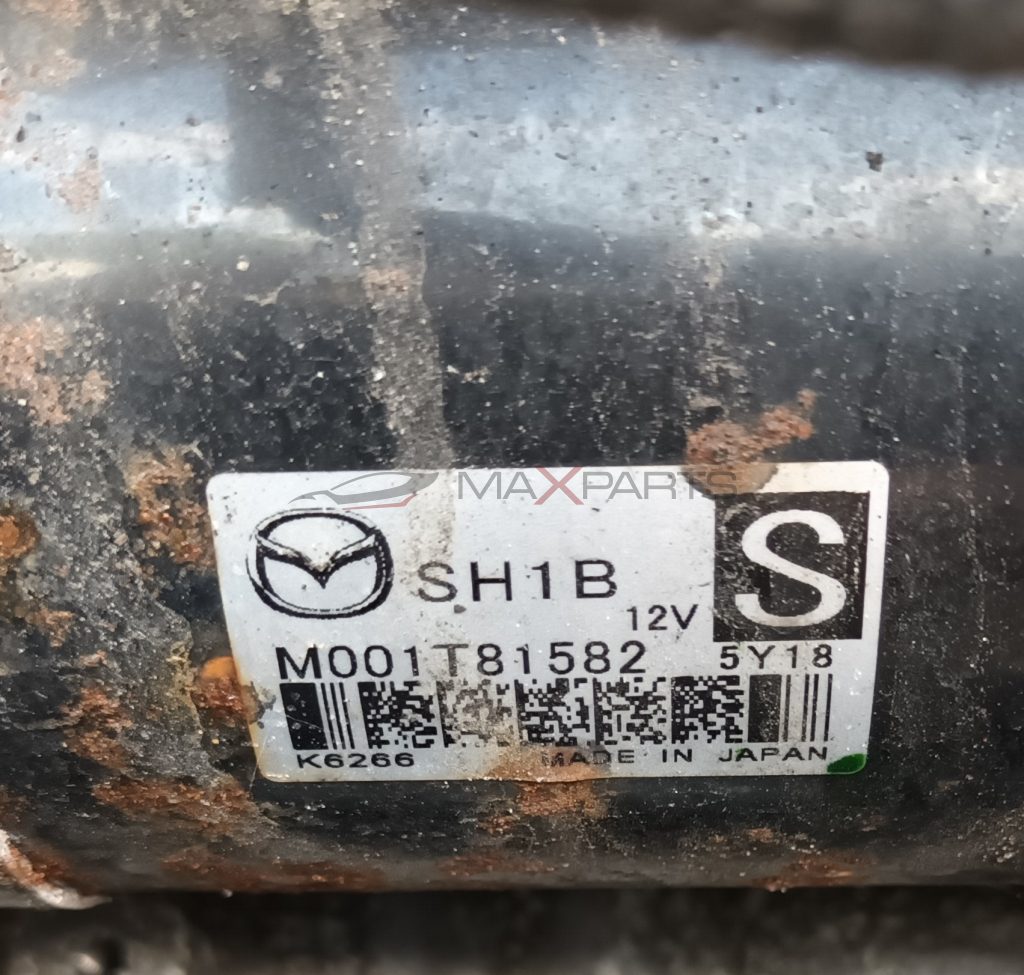 MAXPARTS
SH1B
S
12V
M001T81582
5Y18
K6266
MADE IN JAPAN